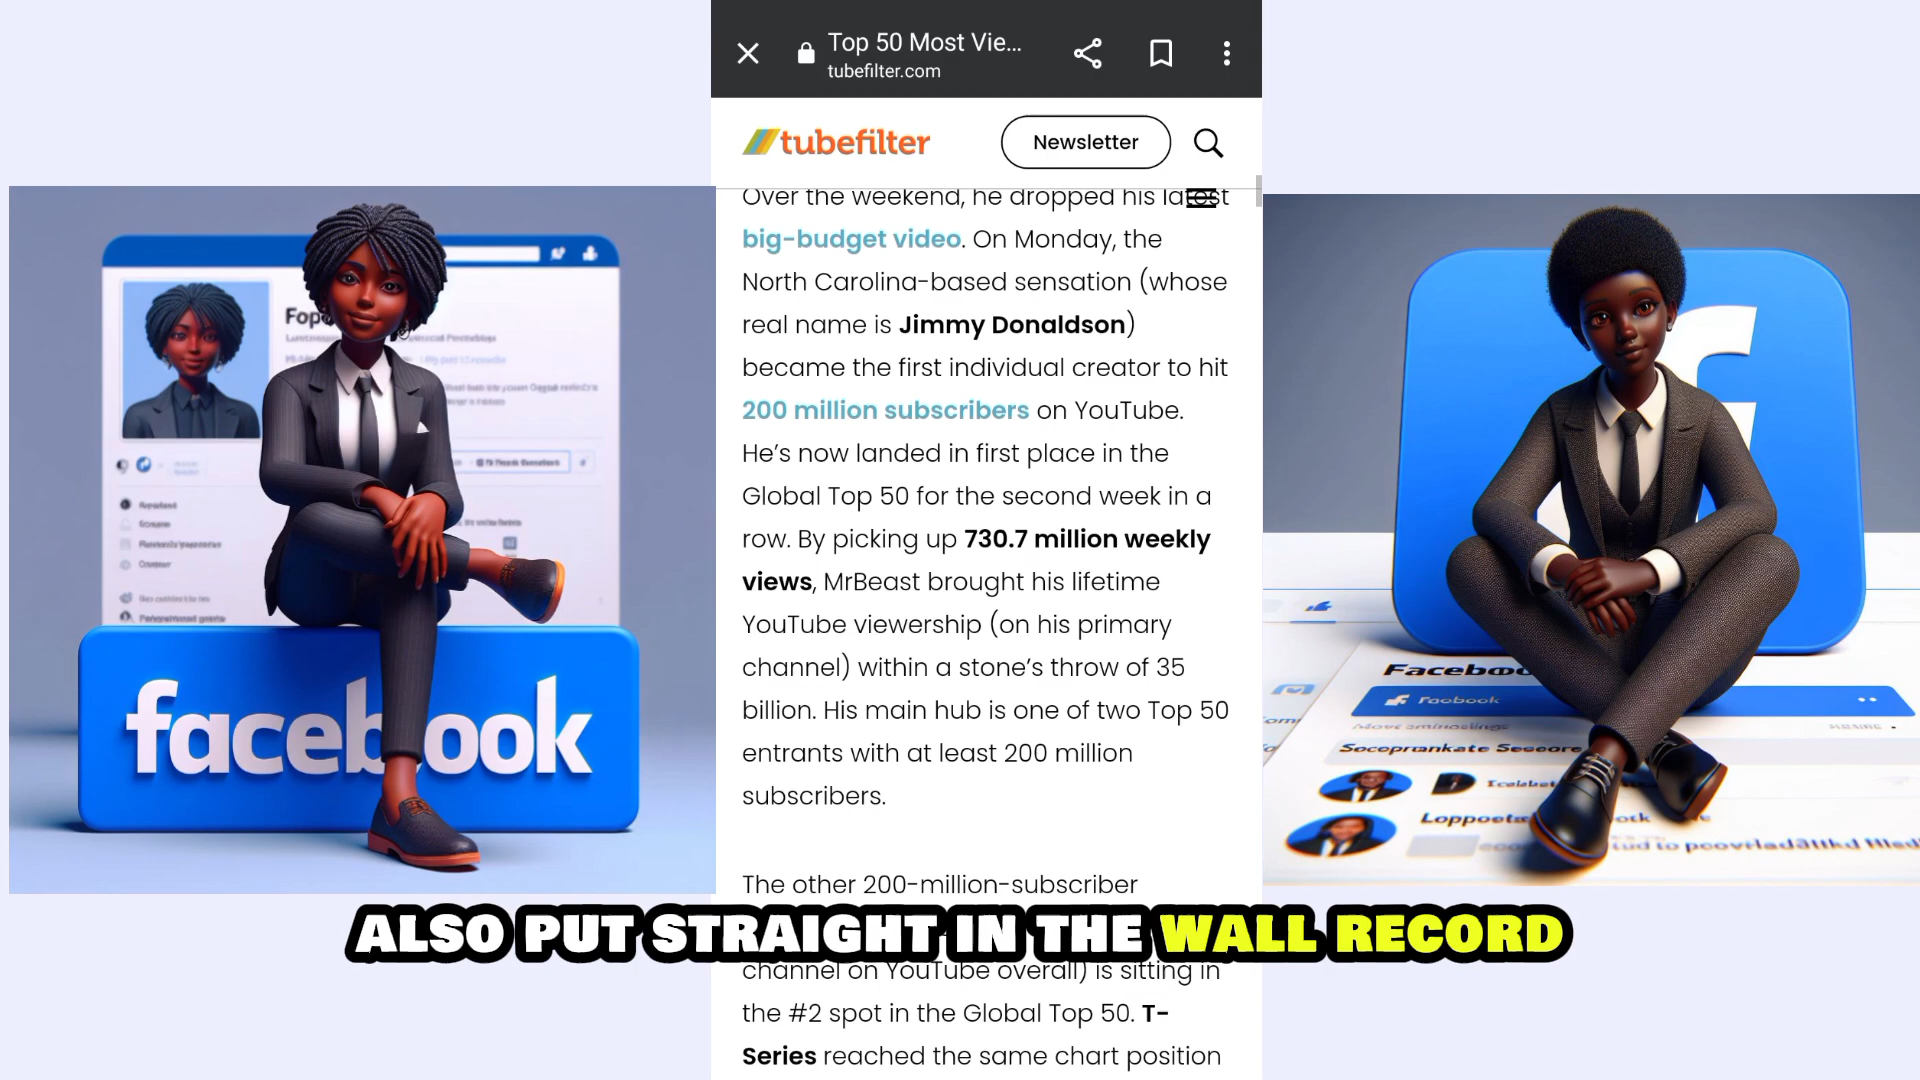 Top 50 Most Vie...
tubefilter.com
tubefilter
Newsletter
Over the weekend, he dropped his latest
big-budget video. On Monday, the
North Carolina-based sensation (whose
real name is Jimmy Donaldson)
became the first individual creator to hit
200 million subscribers on YouTube.
He's now landed in first place in the
Global Top 50 for the second week in a
row. By picking up 730.7 million weekly
views, MrBeast brought his lifetime
YouTube viewership (on his primary
channel) within a stone's throw of 35
billion. His main hub is one of two Top 50
entrants with at least 200 million
subscribers.
The other 200-million-subscriber
ALSO PUT STRAIGHT IN THE WALL RECORD
channel on YouTube overall) is sitting in
the #2 spot in the Global Top 50. T-
Series reached the same chart position
facebook
Facebook